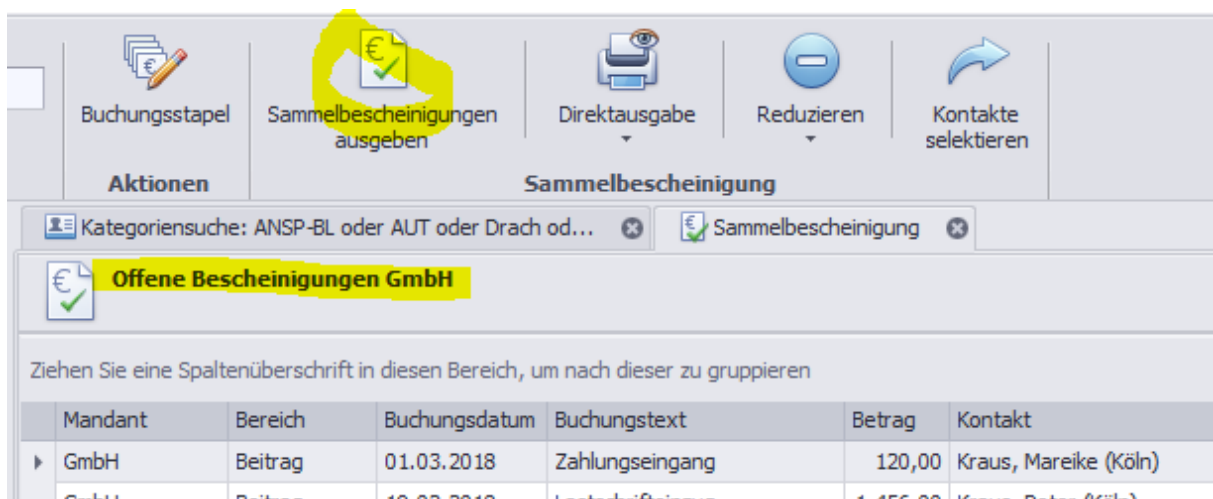 Buchungsstapel
Sammelbescheinigungen
ausgeben
Direktausgabe
Reduzieren
Kontakte
selektieren
Aktionen
Sammelbescheinigung
Kategoriensuche: ANSP-BL oder AUT oder Drach od...
Sammelbescheinigung
Offene Bescheinigungen GmbH
Ziehen Sie eine Spaltenüberschrift in diesen Bereich, um nach dieser zu gruppieren
Mandant Bereich Buchungsdatum Buchungstext Betrag Kontakt
GmbH Beitrag 01.03.2018 Zahlungseingang 120,00 Kraus, Mareike (Köln)